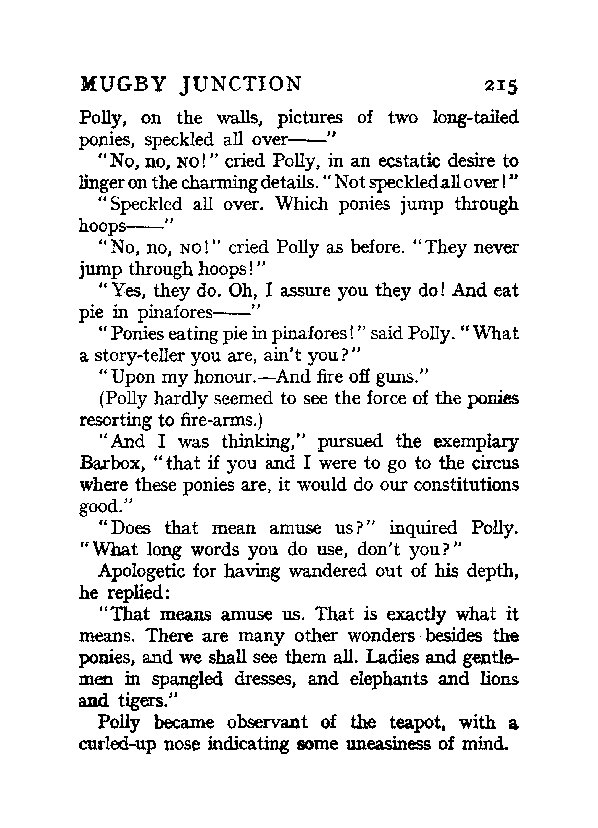 MUGBY JUNCTION 215
Polly, on the walls, pictures of two long-tailed
ponies, speckled all over——"
"No, no, NO!" cried Polly, in an ecstatic desire to
linger on the charming details. "Not speckled all over!"
"Speckled all over. Which ponies jump through
hoops——"
"No, no, NO!" cried Polly as before. "They never
jump through hoops!"
"Yes, they do. Oh, I assure you they do! And eat
pie in pinafores——"
"Ponies eating pie in pinafores!" said Polly. "What
a story-teller you are, ain't you?"
"Upon my honour.—And fire off guns."
(Polly hardly seemed to see the force of the ponies
resorting to fire-arms.)
"And I was thinking," pursued the exemplary
Barbox, "that if you and I were to go to the circus
where these ponies are, it would do our constitutions
good."
"Does that mean amuse us?" inquired Polly.
"What long words you do use, don't you?"
Apologetic for having wandered out of his depth,
he replied:
"That means amuse us. That is exactly what it
means. There are many other wonders besides the
ponies, and we shall see them all. Ladies and gentle-
men in spangled dresses, and elephants and lions
and tigers."
Polly became observant of the teapot, with a
curled-up nose indicating some uneasiness of mind.